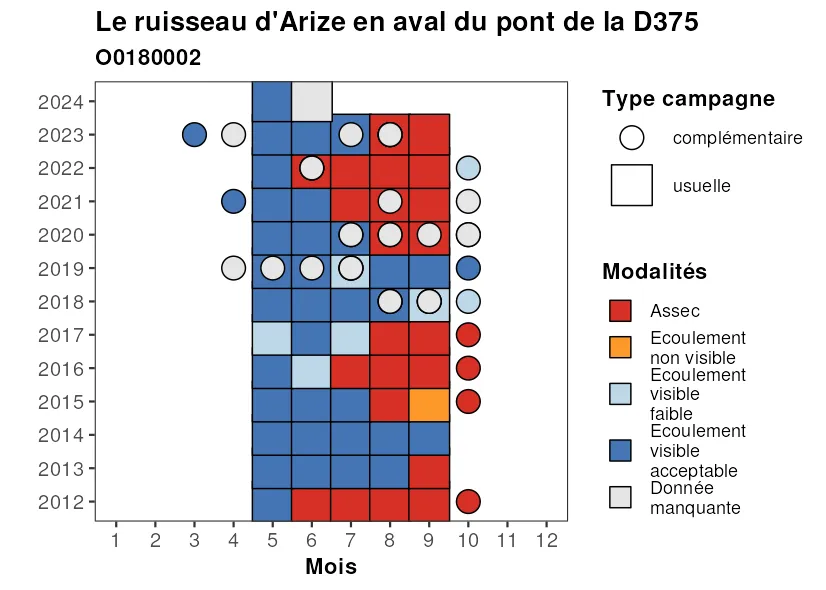 Le ruisseau d'Arize en aval du pont de la D375
O0180002
2024
2023
2022
2021
2020
2019
2018
2017
2016
2015
2014
2013
2012
1 2 3 4 5 6 7 8 9 10 11 12
Mois
Type campagne
complémentaire
usuelle
Modalités
Assec
Ecoulement
non visible
Ecoulement
visible
faible
Ecoulement
visible
acceptable
Donnée
manquante